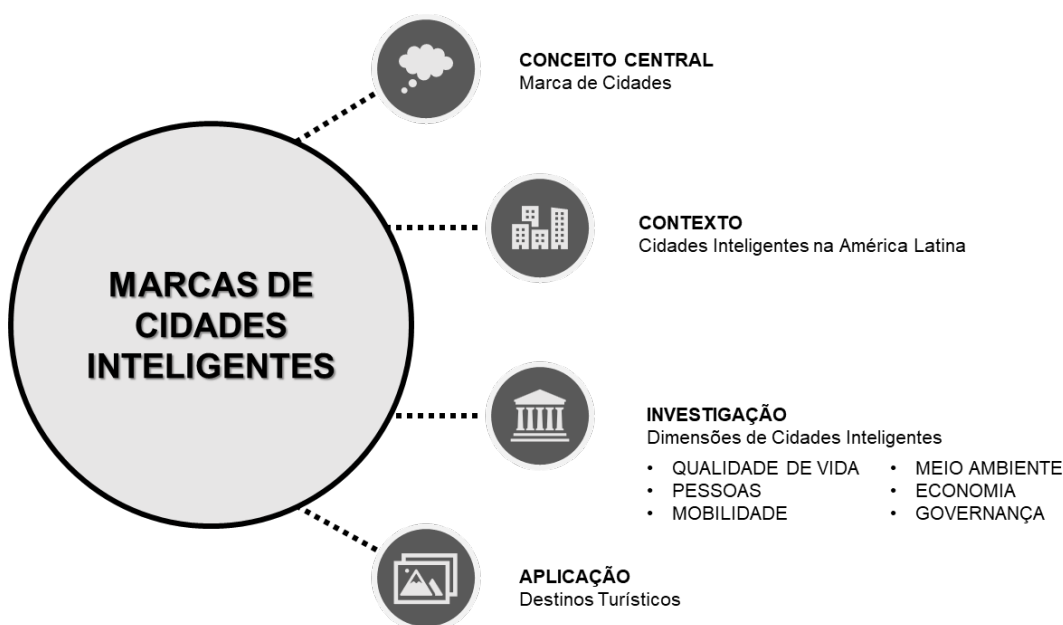 CONCEITO CENTRAL
Marca de Cidades
CONTEXTO
Cidades Inteligentes na América Latina
MARCAS DE
CIDADES
INTELIGENTES
INVESTIGAÇÃO
Dimensões de Cidades Inteligentes
• QUALIDADE DE VIDA
• PESSOAS
• MOBILIDADE
• MEIO AMBIENTE
• ECONOMIA
• GOVERNANÇA
APLICAÇÃO
Destinos Turísticos